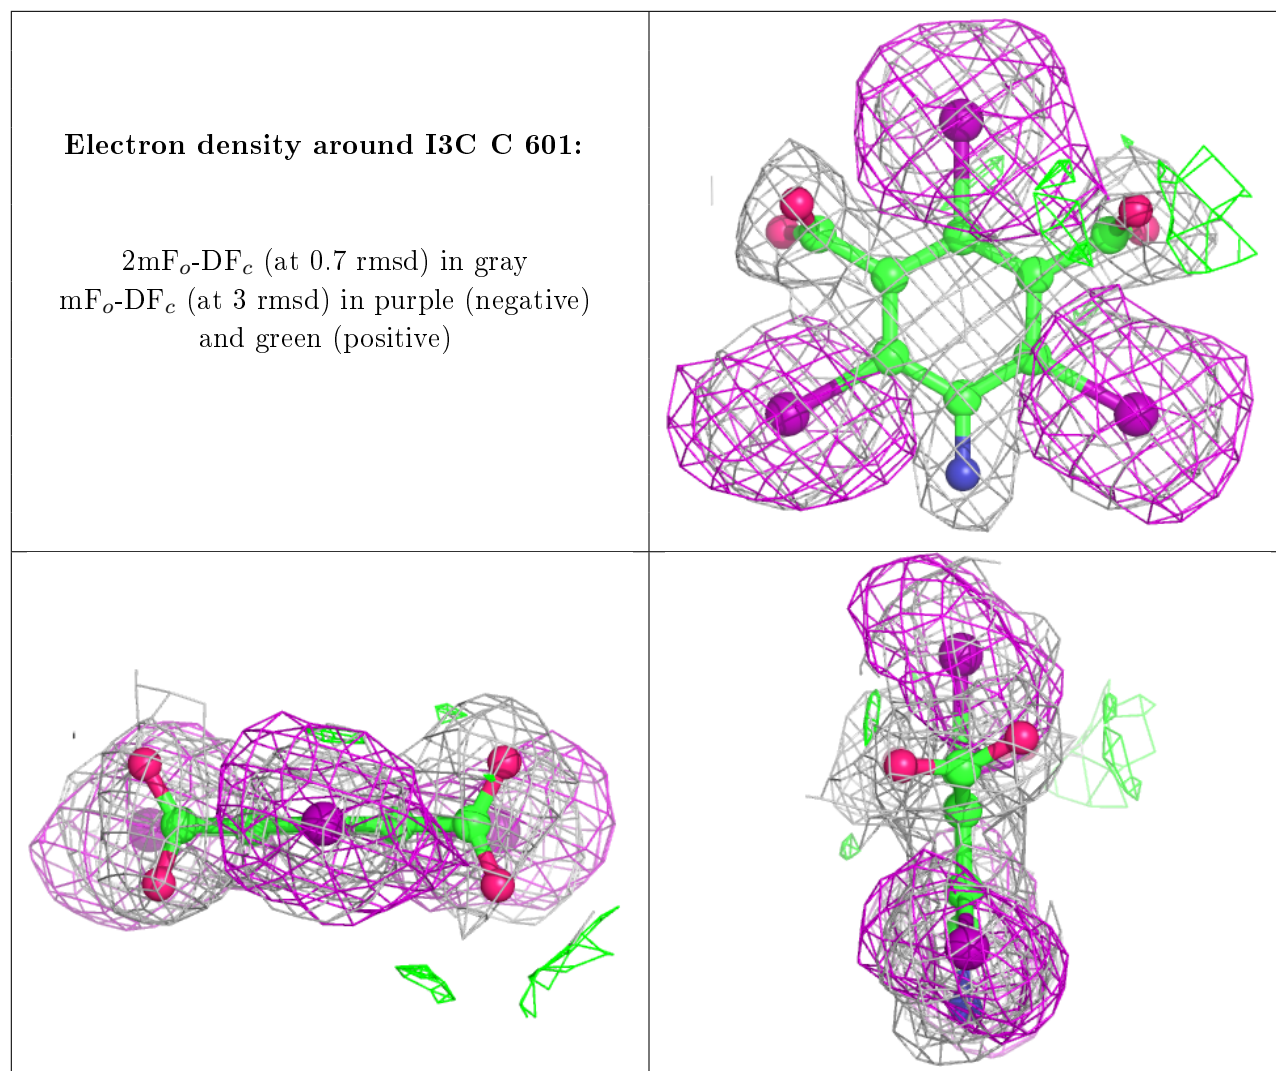 Electron density around I3C C 601:
2mFo-DFc (at 0.7 rmsd) in gray
mFo-DFc (at 3 rmsd) in purple (negative)
and green (positive)